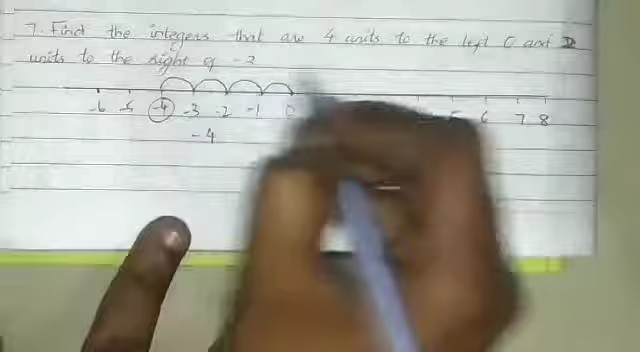 7. Find the integers that are 4 units to the left 0 and 2
units to the right of -2
-6 -5 -4 -3 -2 -1 0 5 6 7 8
-4